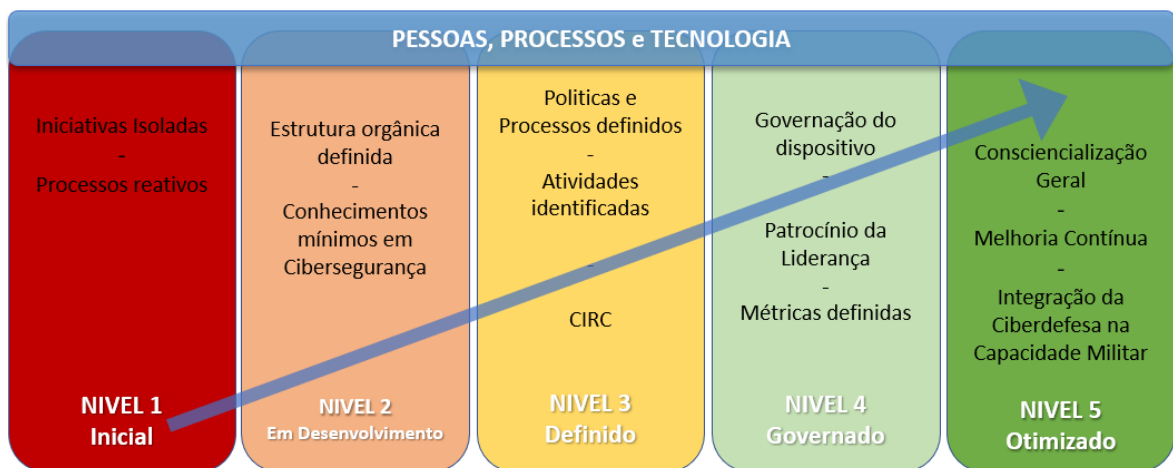 PESSOAS, PROCESSOS e TECNOLOGIA
Iniciativas Isoladas
-
Processos reativos
NIVEL 1
Inicial
Estrutura orgânica
definida
-
Conhecimentos
mínimos em
Cibersegurança
NIVEL 2
Em Desenvolvimento
Politicas e
Processos definidos
-
Atividades
identificadas
-
CIRC
NIVEL 3
Definido
Governação do
dispositivo
-
Patrocínio da
Liderança
-
Métricas definidas
NIVEL 4
Governado
Consciencialização
Geral
-
Melhoria Contínua
-
Integração da
Ciberdefesa na
Capacidade Militar
NIVEL 5
Otimizado